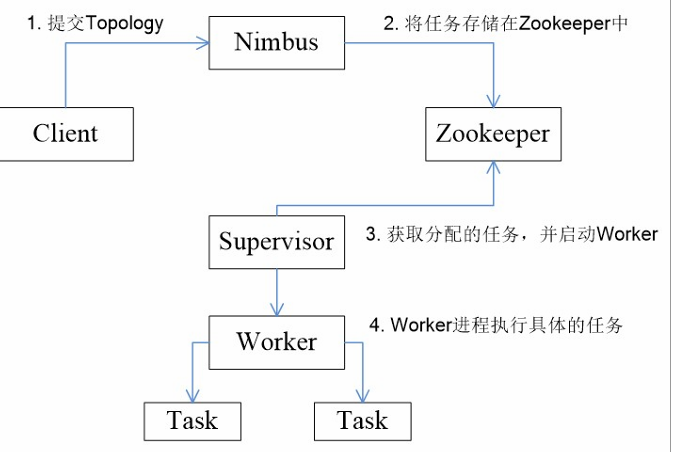 1. 提交Topology
Nimbus
2. 将任务存储在Zookeeper中
Client
Zookeeper
Supervisor
3. 获取分配的任务，并启动Worker
Worker
4. Worker进程执行具体的任务
Task
Task